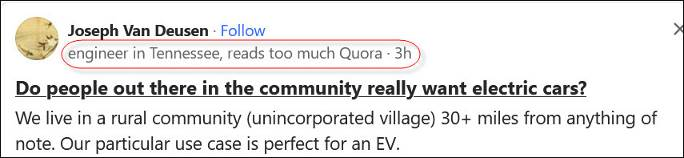 Joseph Van Deusen · Follow
engineer in Tennessee, reads too much Quora · 3h
Do people out there in the community really want electric cars?
We live in a rural community (unincorporated village) 30+ miles from anything of
note. Our particular use case is perfect for an EV.